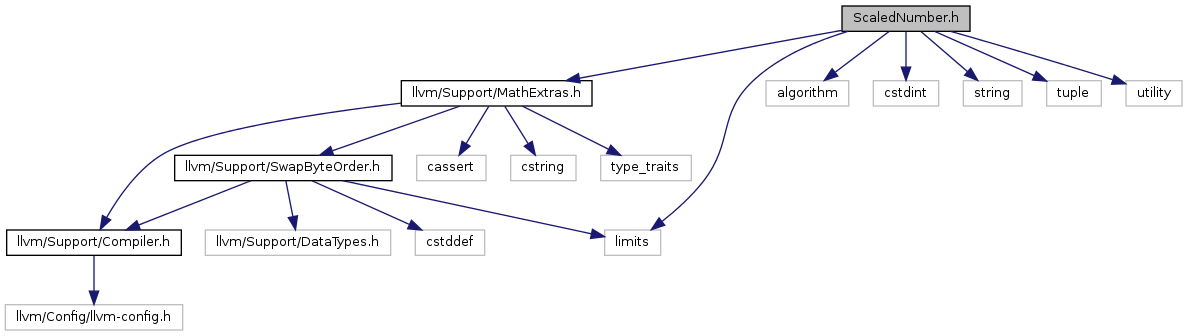 ScaledNumber.h
llvm/Support/MathExtras.h
algorithm
cstdint
string
tuple
utility
llvm/Support/SwapByteOrder.h
cassert
cstring
type_traits
llvm/Support/Compiler.h
llvm/Support/DataTypes.h
cstddef
limits
llvm/Config/llvm-config.h